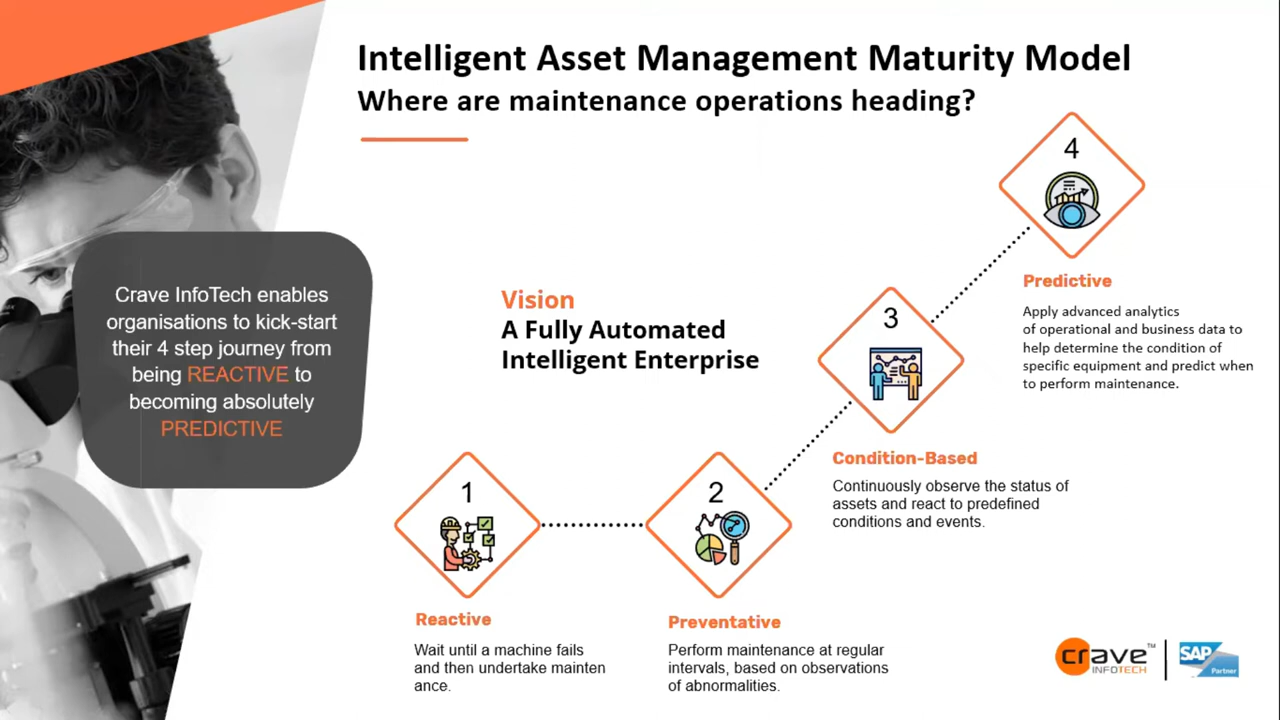 Intelligent Asset Management Maturity Model
Where are maintenance operations heading?
Crave InfoTech enables
organisations to kick-start
their 4 step journey from
being REACTIVE to
becoming absolutely
PREDICTIVE
Vision
A Fully Automated
Intelligent Enterprise
1
Reactive
Wait until a machine fails
and then undertake mainten
ance.
2
Preventative
Perform maintenance at regular
intervals, based on observations
of abnormalities.
3
Condition-Based
Continuously observe the status of
assets and react to predefined
conditions and events.
4
Predictive
Apply advanced analytics
of operational and business data to
help determine the condition of
specific equipment and predict when
to perform maintenance.
crave™
INFOTECH
SAP
Partner